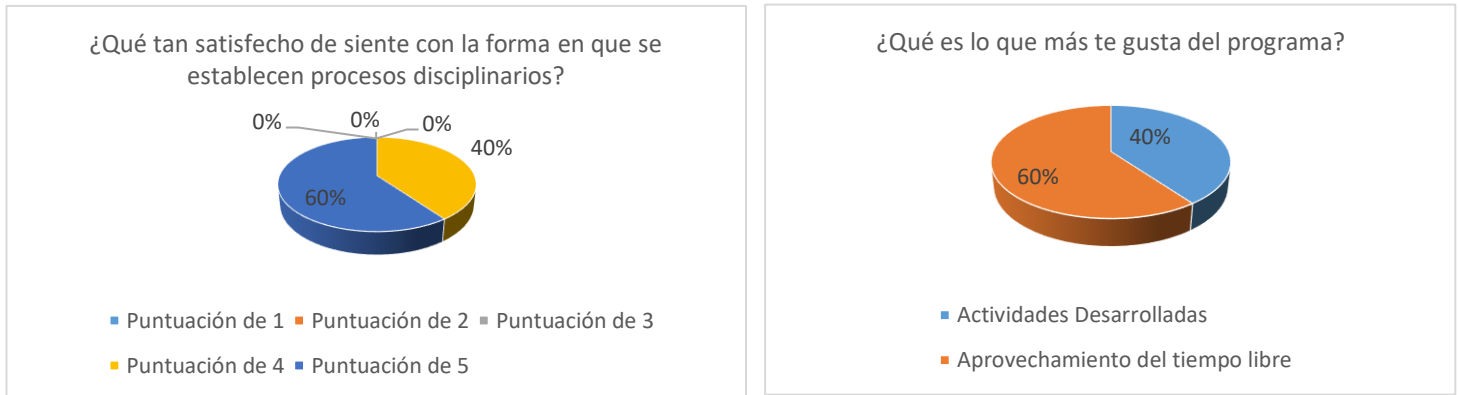 ¿Qué tan satisfecho de siente con la forma en que se
establecen procesos disciplinarios?
0%
0%
0%
40%
60%
Puntuación de 1
Puntuación de 2
Puntuación de 3
Puntuación de 4
Puntuación de 5
¿Qué es lo que más te gusta del programa?
40%
60%
Actividades Desarrolladas
Aprovechamiento del tiempo libre